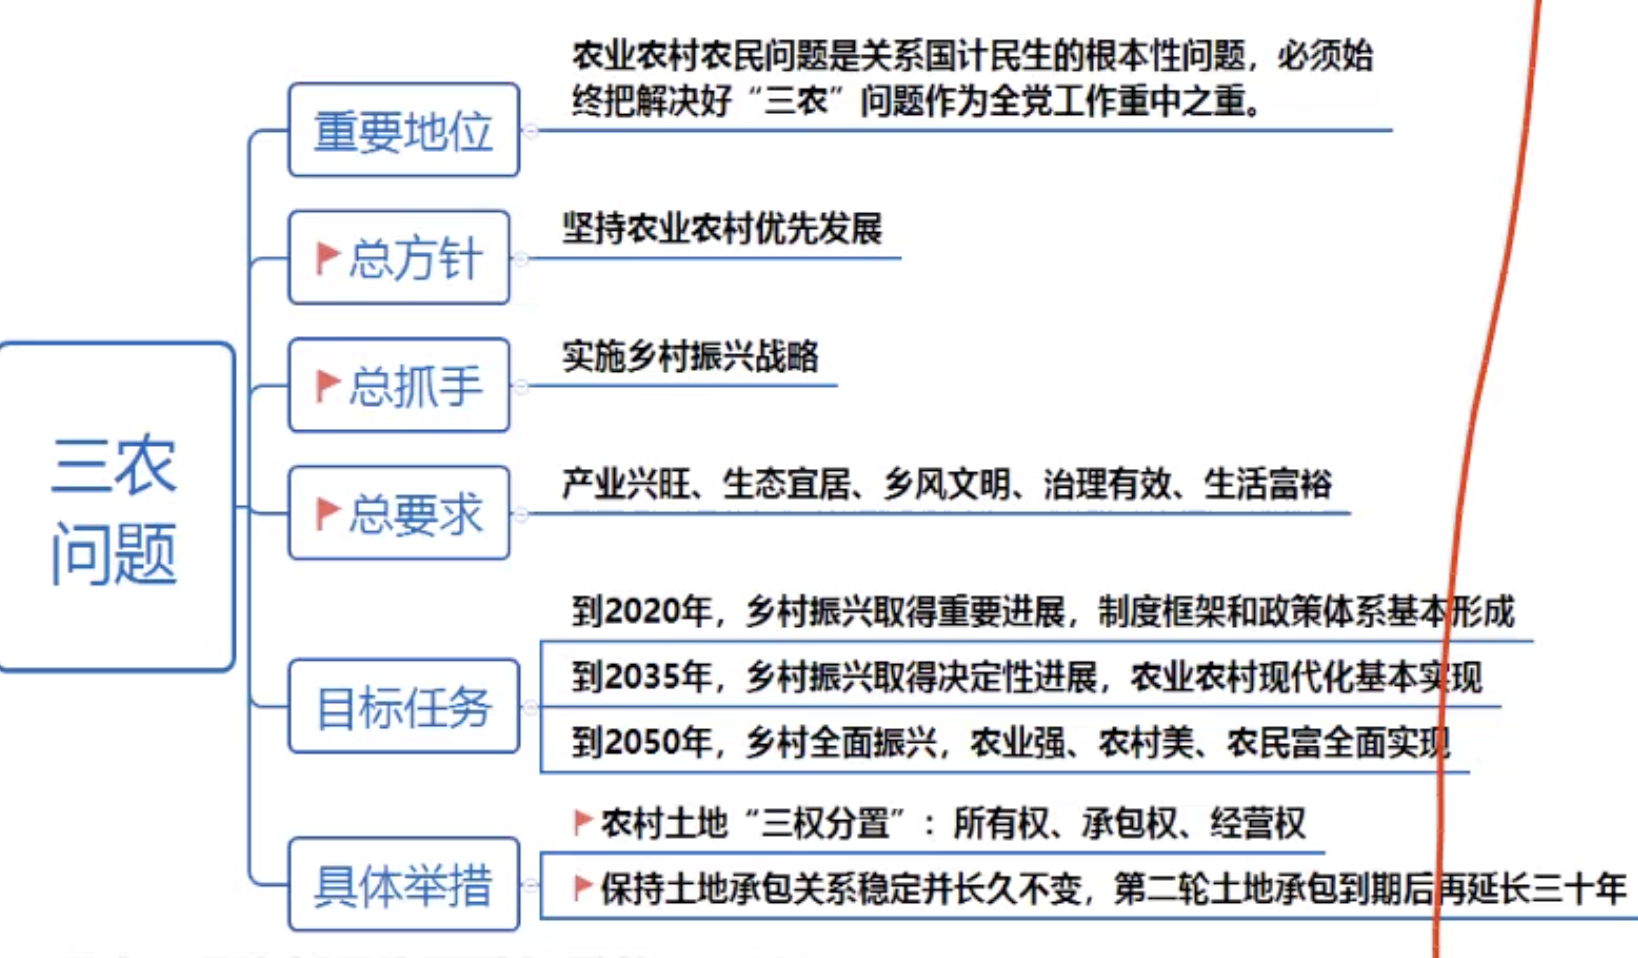 三农
问题
重要地位
农业农村农民问题是关系国计民生的根本性问题，必须始
终把解决好“三农”问题作为全党工作重中之重。
总方针
坚持农业农村优先发展
总抓手
实施乡村振兴战略
总要求
产业兴旺、生态宜居、乡风文明、治理有效、生活富裕
目标任务
到2020年，乡村振兴取得重要进展，制度框架和政策体系基本形成
到2035年，乡村振兴取得决定性进展，农业农村现代化基本实现
到2050年，乡村全面振兴，农业强、农村美、农民富全面实现
具体举措
农村土地“三权分置”：所有权、承包权、经营权
保持土地承包关系稳定并长久不变，第二轮土地承包到期后再延长三十年